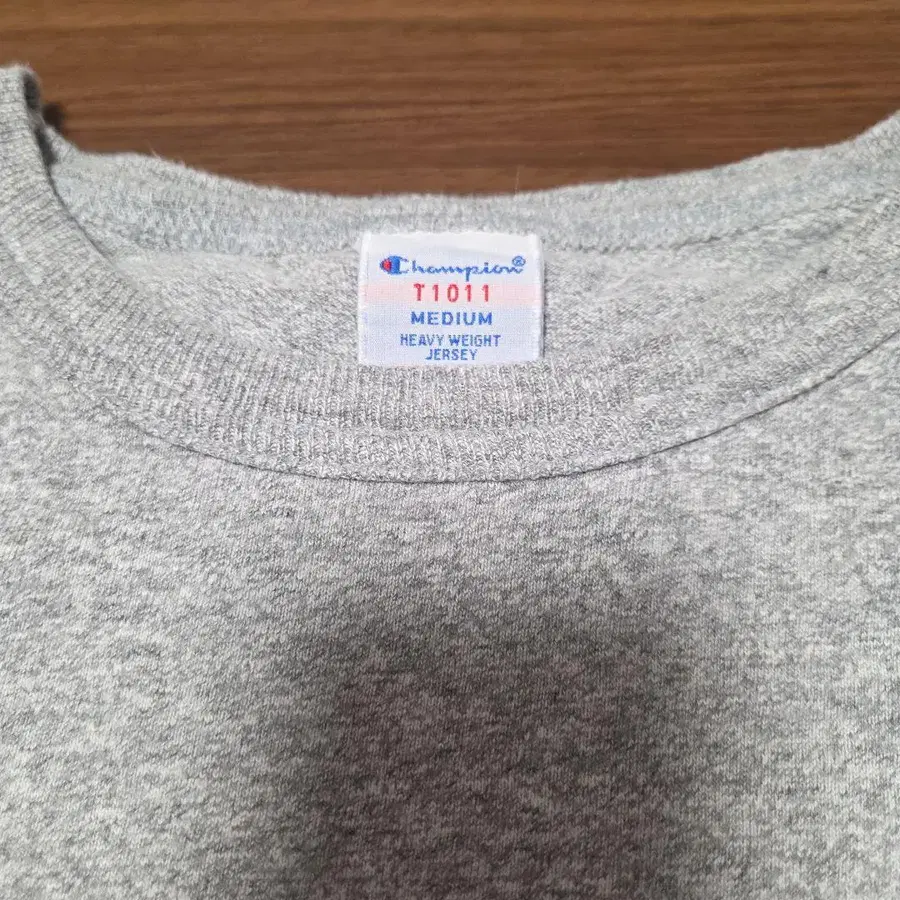 Champion®
T1011
MEDIUM
HEAVY WEIGHT
JERSEY